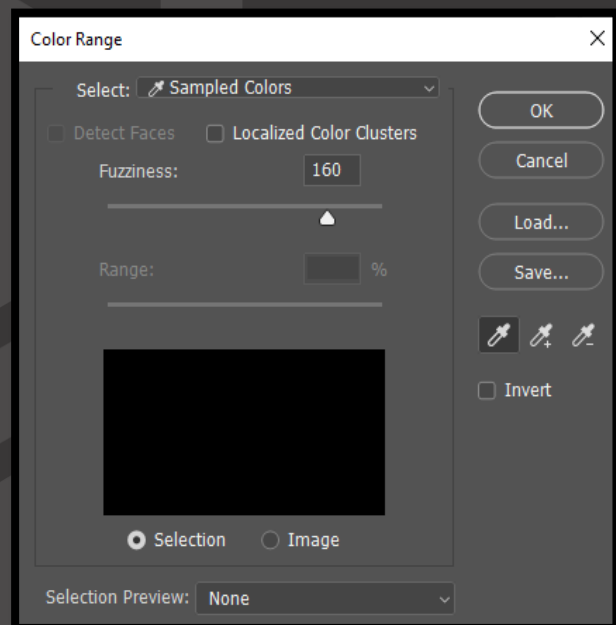 Color Range
Select: Sampled Colors
Detect Faces Localized Color Clusters
Fuzziness: 160
Range: %
Selection Image
Selection Preview: None
OK
Cancel
Load...
Save...
Invert